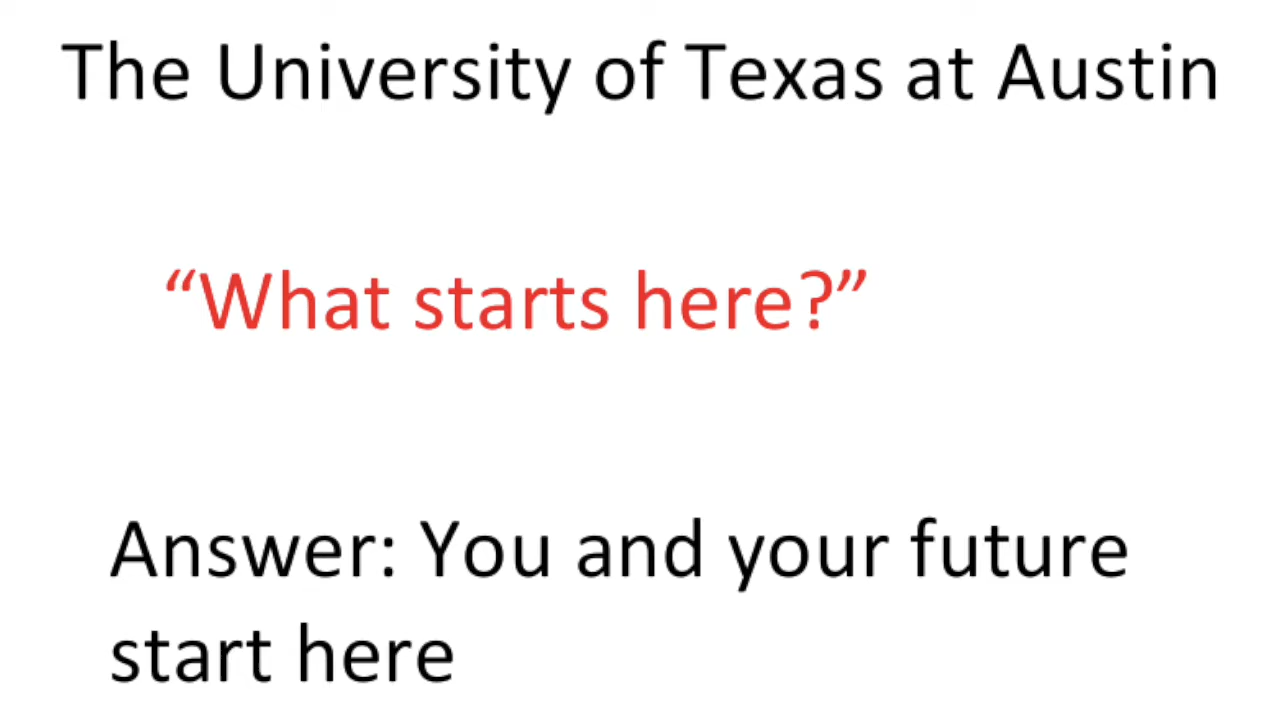 The University of Texas at Austin
“What starts here?”
Answer: You and your future
start here